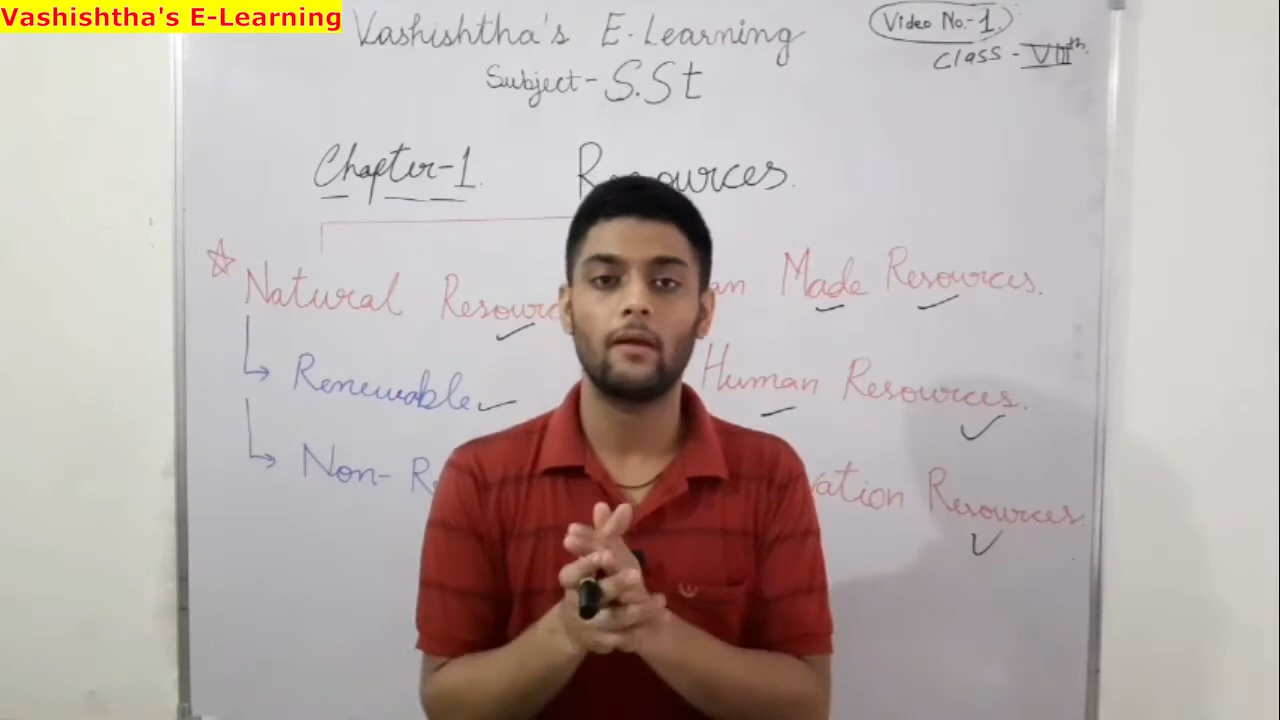 Vashishtha's E-Learning
Vashishtha's E-Learning
Video No.-1.
Class - VIIIth.
Subject - S.St
Chapter-1. Resources.
Natural Made Resources.
Renewable Human Resources.
Non- Resources.